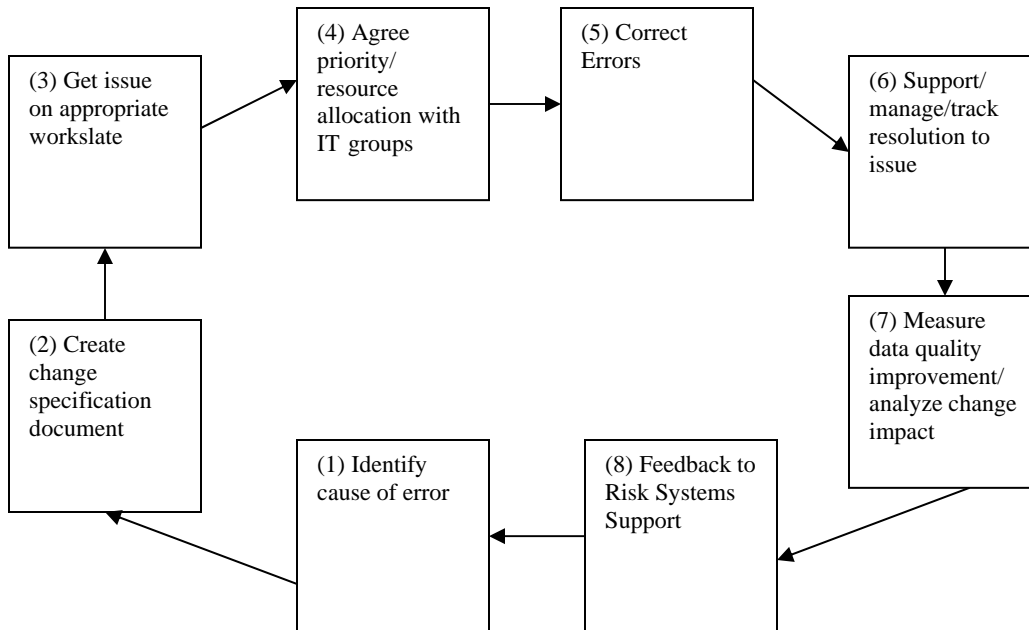 (4) Agree
priority/
resource
allocation with
IT groups
(5) Correct
Errors
(3) Get issue
on appropriate
workslate
(6) Support/
manage/track
resolution to
issue
(2) Create
change
specification
document
(7) Measure
data quality
improvement/
analyze change
impact
(1) Identify
cause of error
(8) Feedback to
Risk Systems
Support